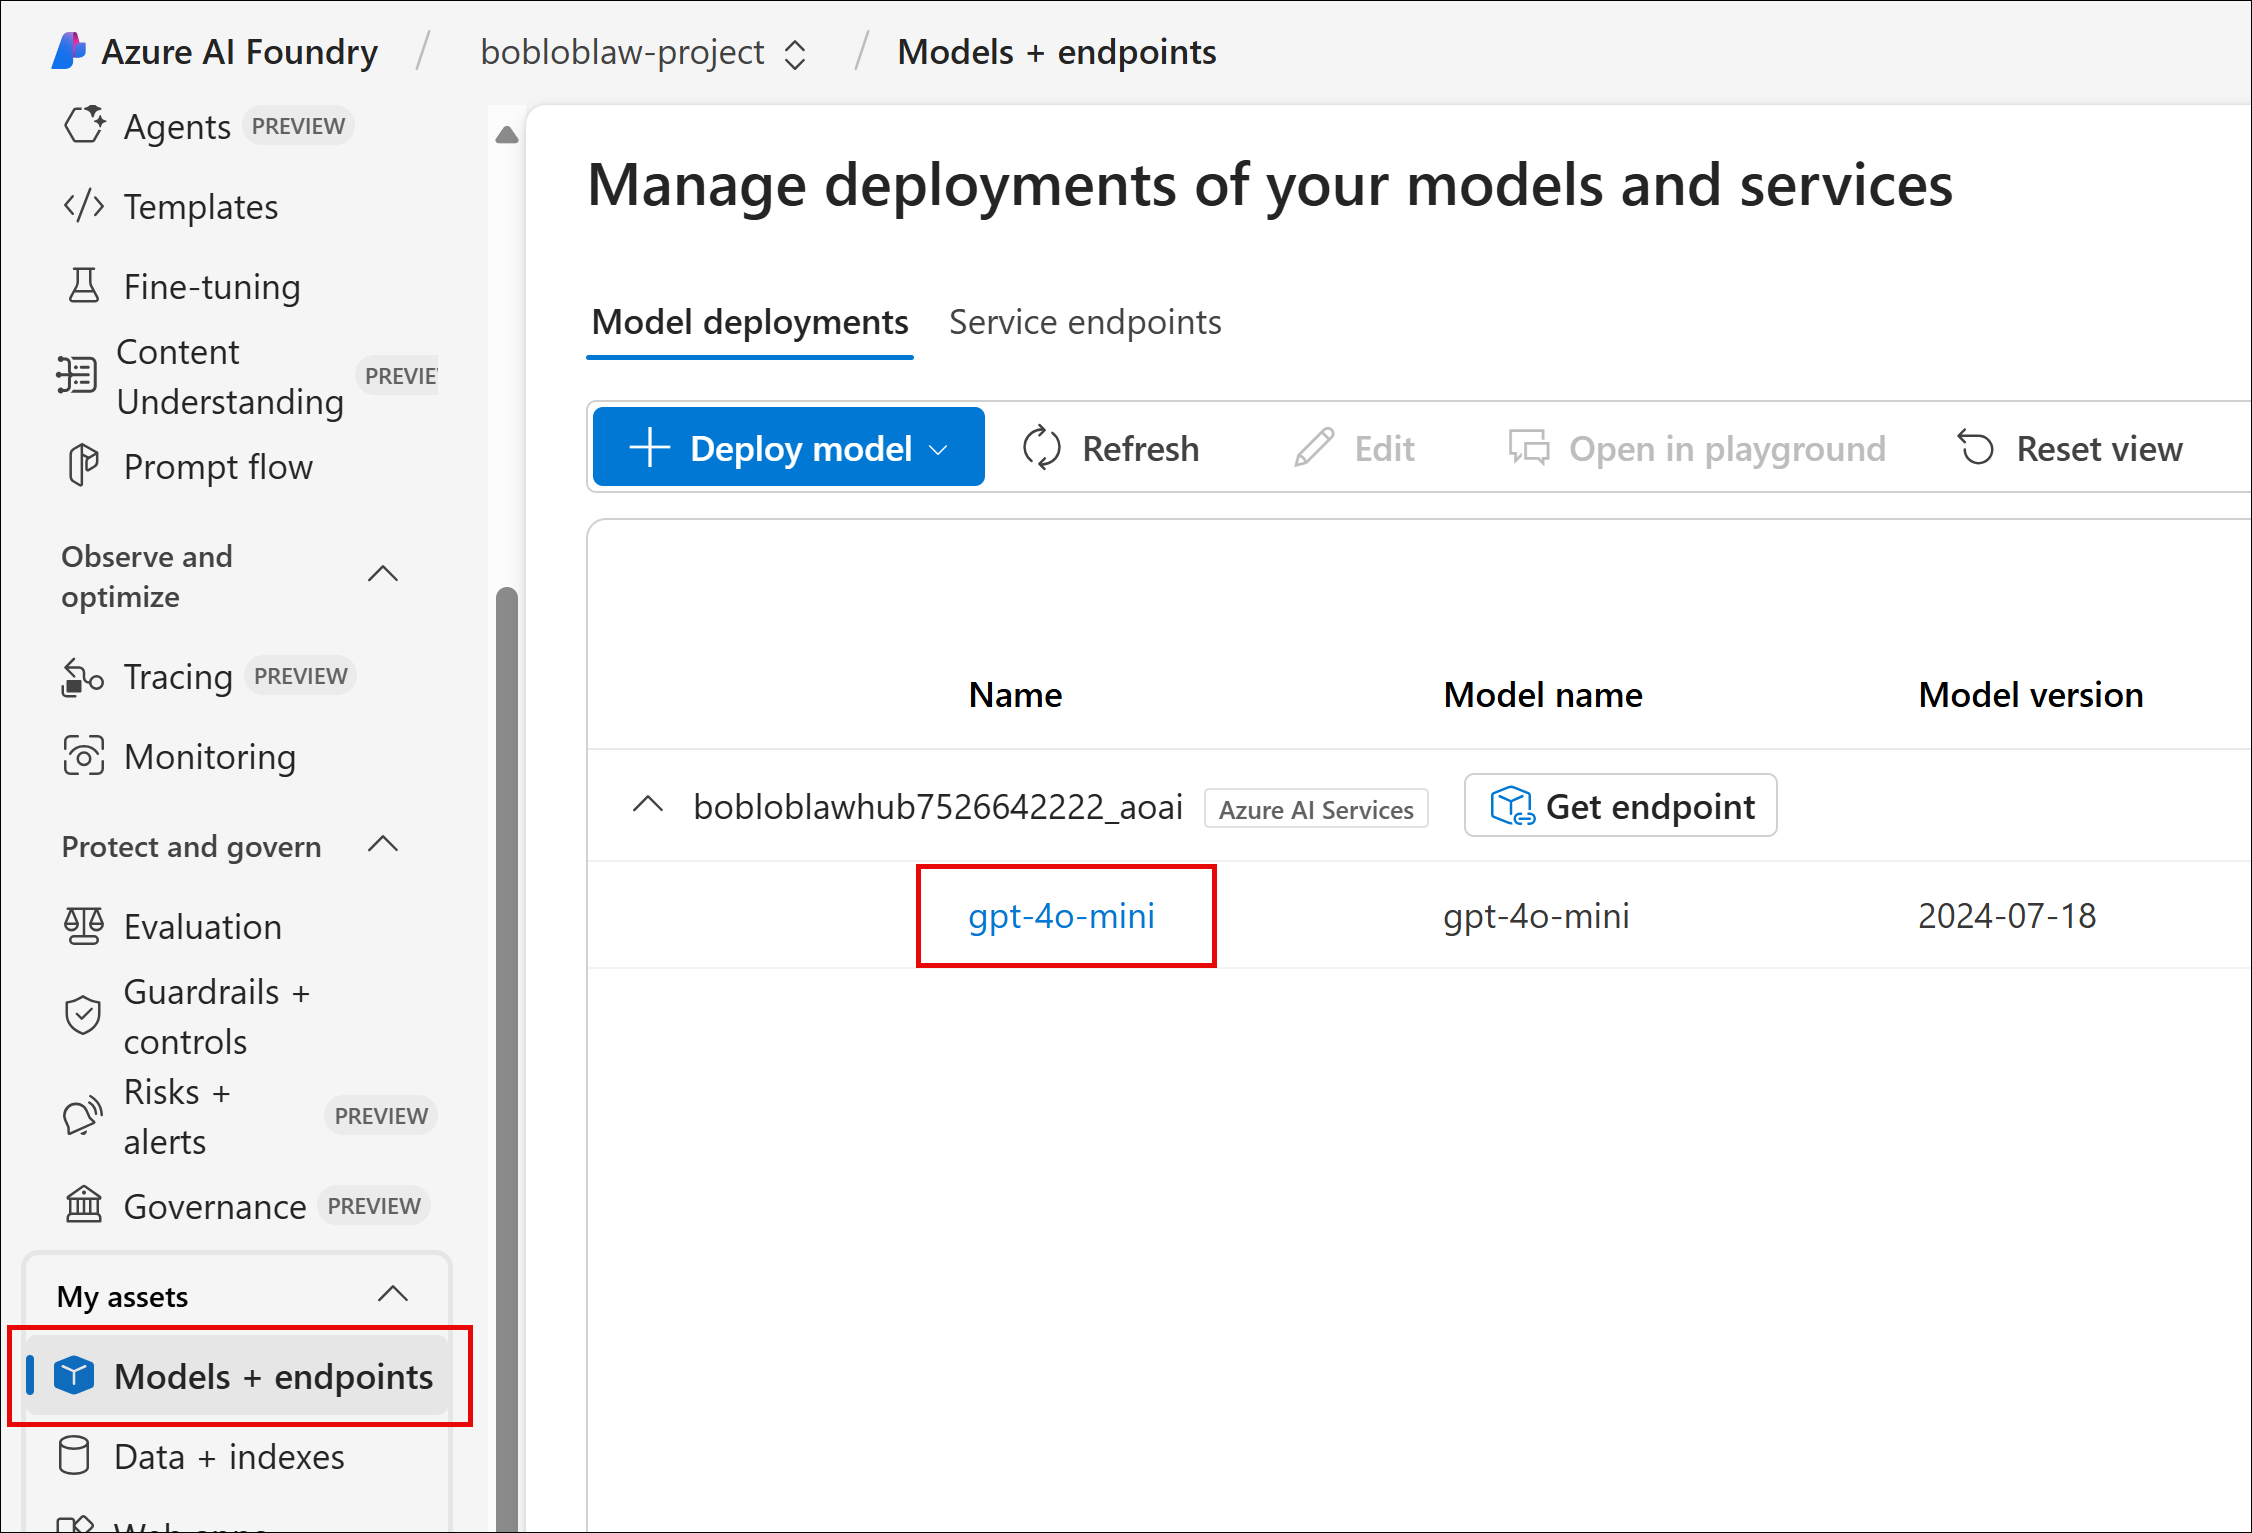 Azure AI Foundry / bobloblaw-project / Models + endpoints
Agents PREVIEW
Templates
Fine-tuning
Content
Understanding
Prompt flow
Observe and
optimize
Tracing PREVIEW
Monitoring
Protect and govern
Evaluation
Guardrails +
controls
Risks +
alerts
PREVIEW
Governance PREVIEW
My assets
Models + endpoints
Data + indexes
Manage deployments of your models and services
Model deployments Service endpoints
Deploy model Refresh Edit Open in playground Reset view
Name Model name Model version
bobloblawhub7526642222_aoai Azure AI Services Get endpoint
gpt-4o-mini gpt-4o-mini 2024-07-18